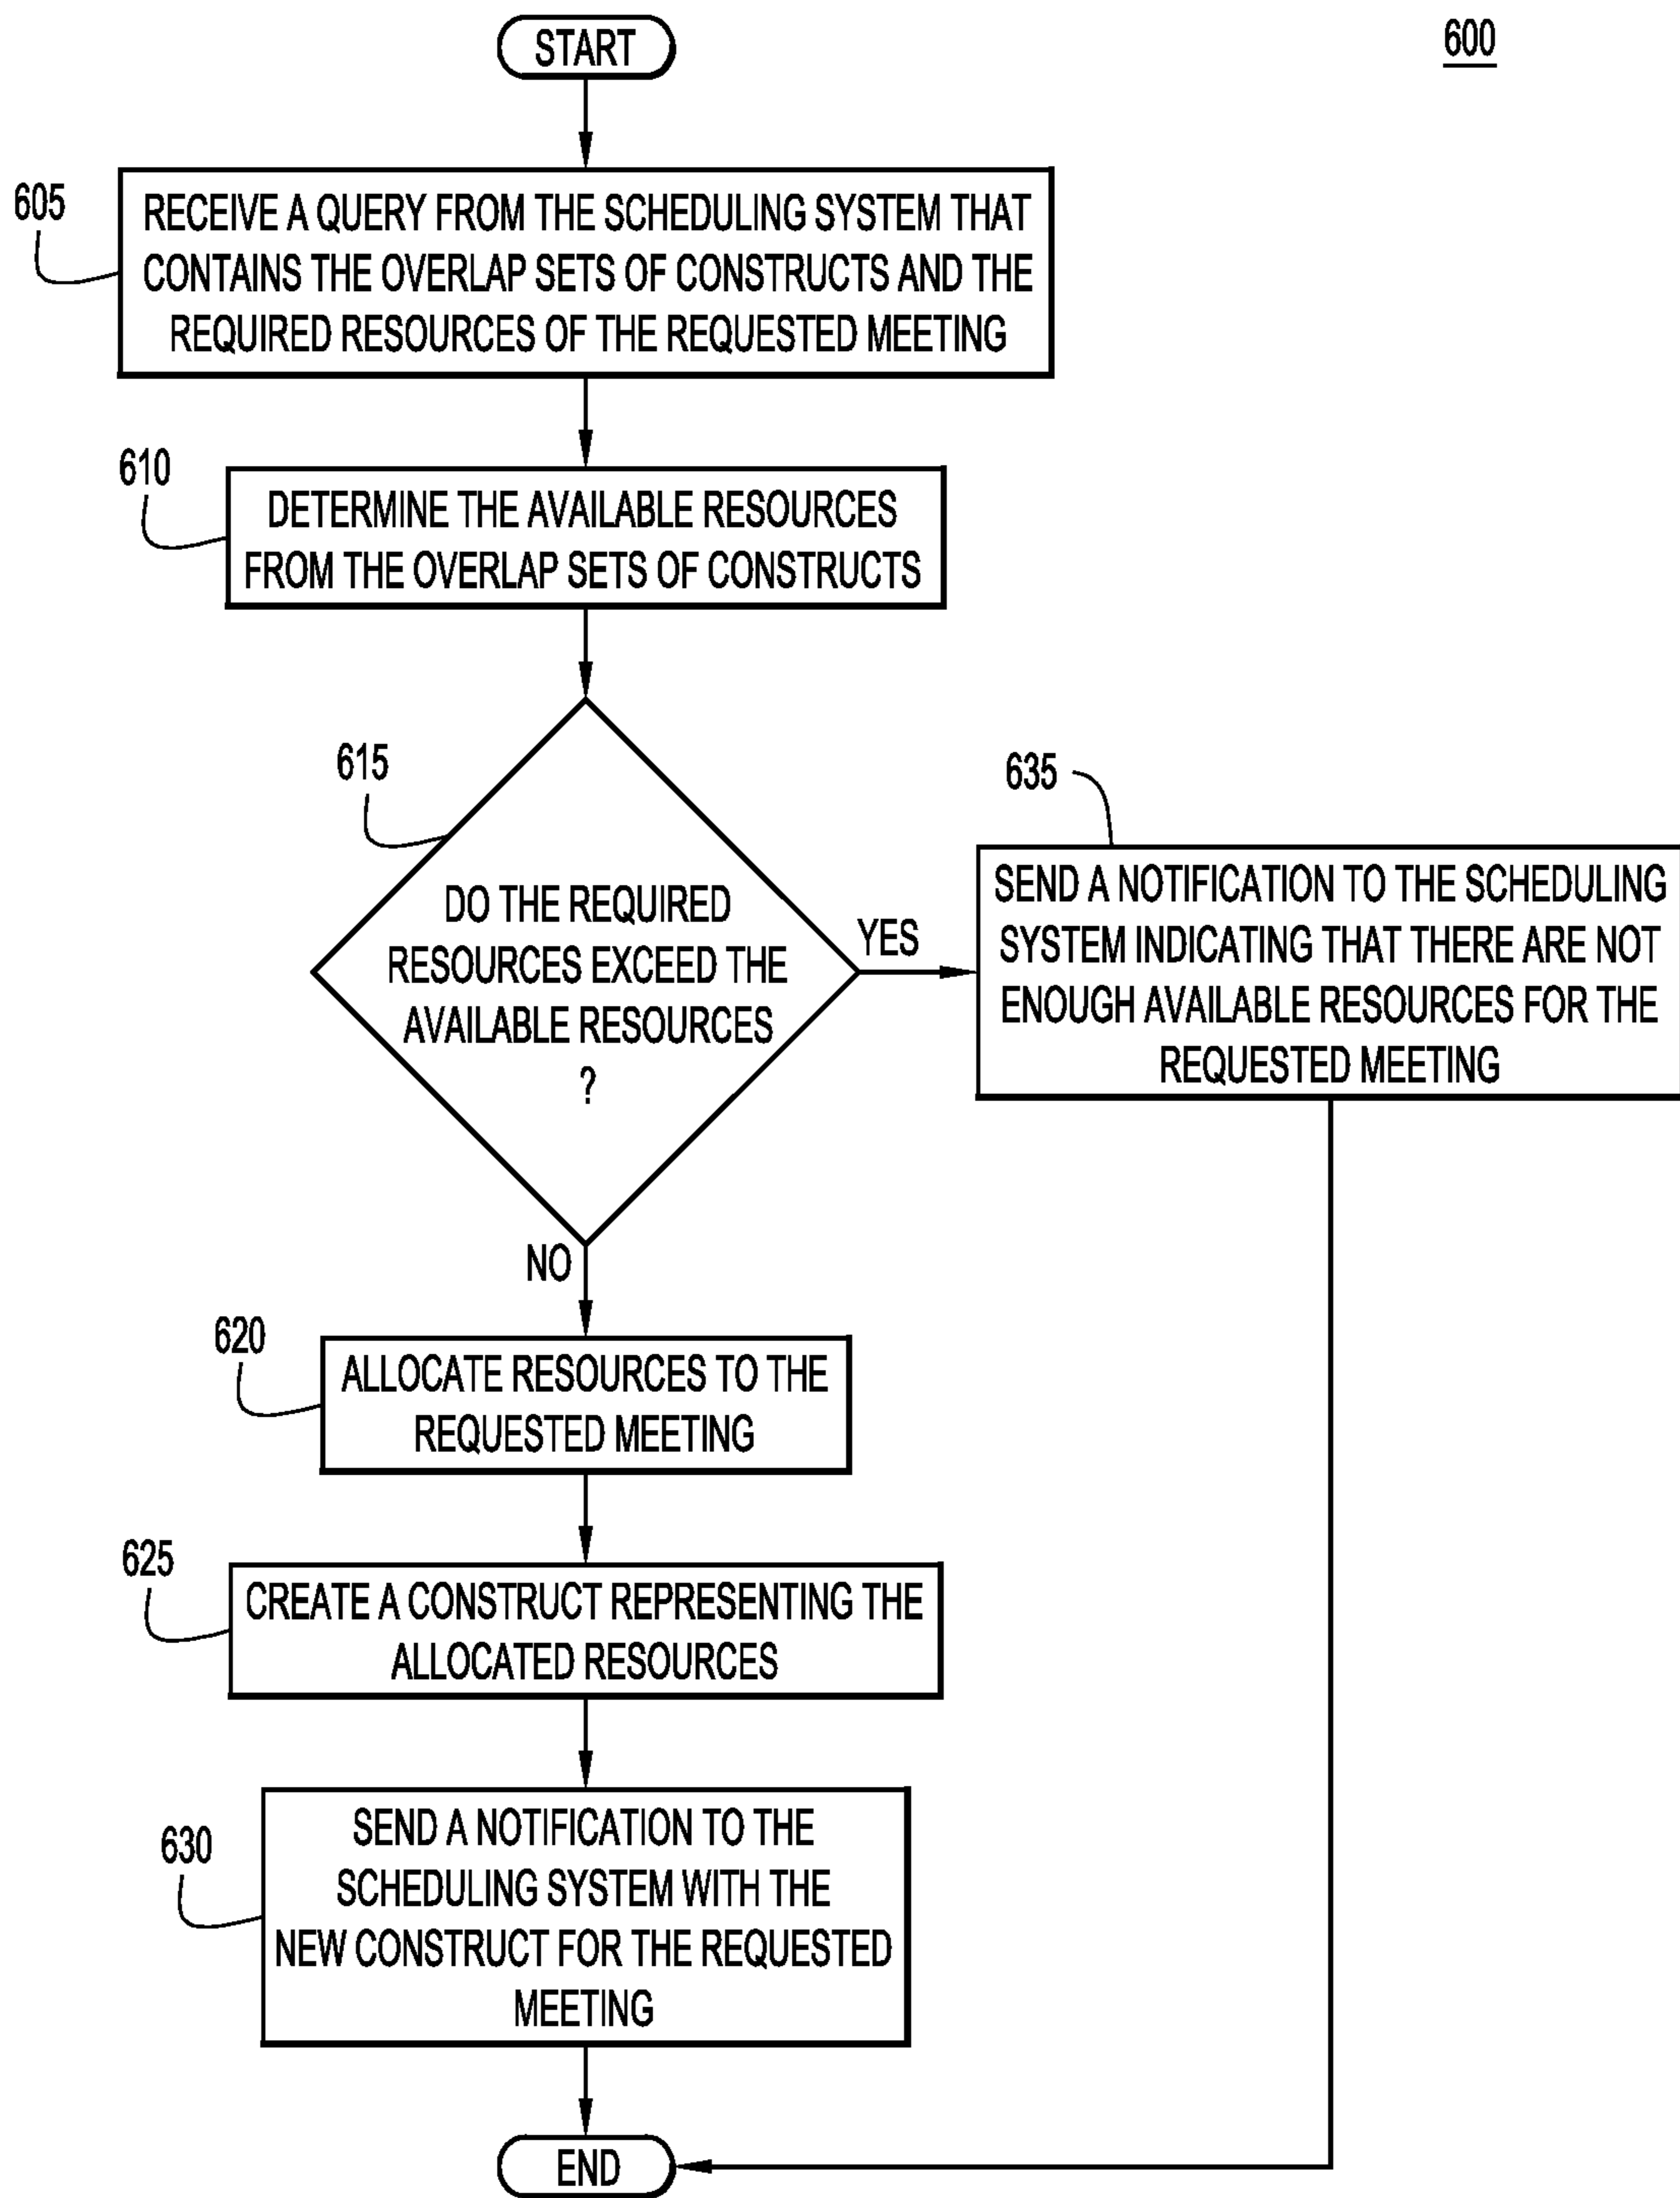 START
600
605
RECEIVE A QUERY FROM THE SCHEDULING SYSTEM THAT
CONTAINS THE OVERLAP SETS OF CONSTRUCTS AND THE
REQUIRED RESOURCES OF THE REQUESTED MEETING
610
DETERMINE THE AVAILABLE RESOURCES
FROM THE OVERLAP SETS OF CONSTRUCTS
615
DO THE REQUIRED
RESOURCES EXCEED THE
AVAILABLE RESOURCES
?
YES
635
SEND A NOTIFICATION TO THE SCHEDULING
SYSTEM INDICATING THAT THERE ARE NOT
ENOUGH AVAILABLE RESOURCES FOR THE
REQUESTED MEETING
NO
620
ALLOCATE RESOURCES TO THE
REQUESTED MEETING
625
CREATE A CONSTRUCT REPRESENTING THE
ALLOCATED RESOURCES
630
SEND A NOTIFICATION TO THE
SCHEDULING SYSTEM WITH THE
NEW CONSTRUCT FOR THE REQUESTED
MEETING
END